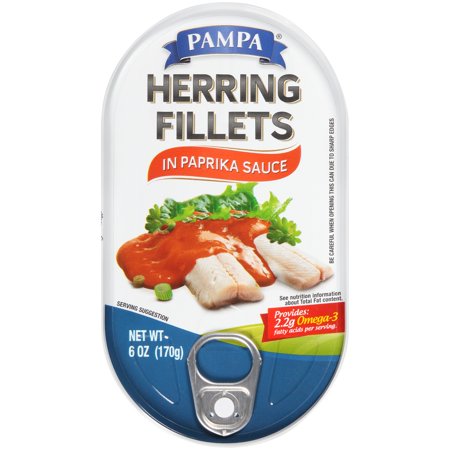 PAMPA®
HERRING
FILLETS
IN PAPRIKA SAUCE
BE CAREFUL WHEN OPENING THIS CAN DUE TO SHARP EDGES
See nutrition information
about Total Fat content.
Provides:
2.2g Omega-3
fatty acids per serving.
SERVING SUGGESTION
NET WT·
6 OZ (170g)